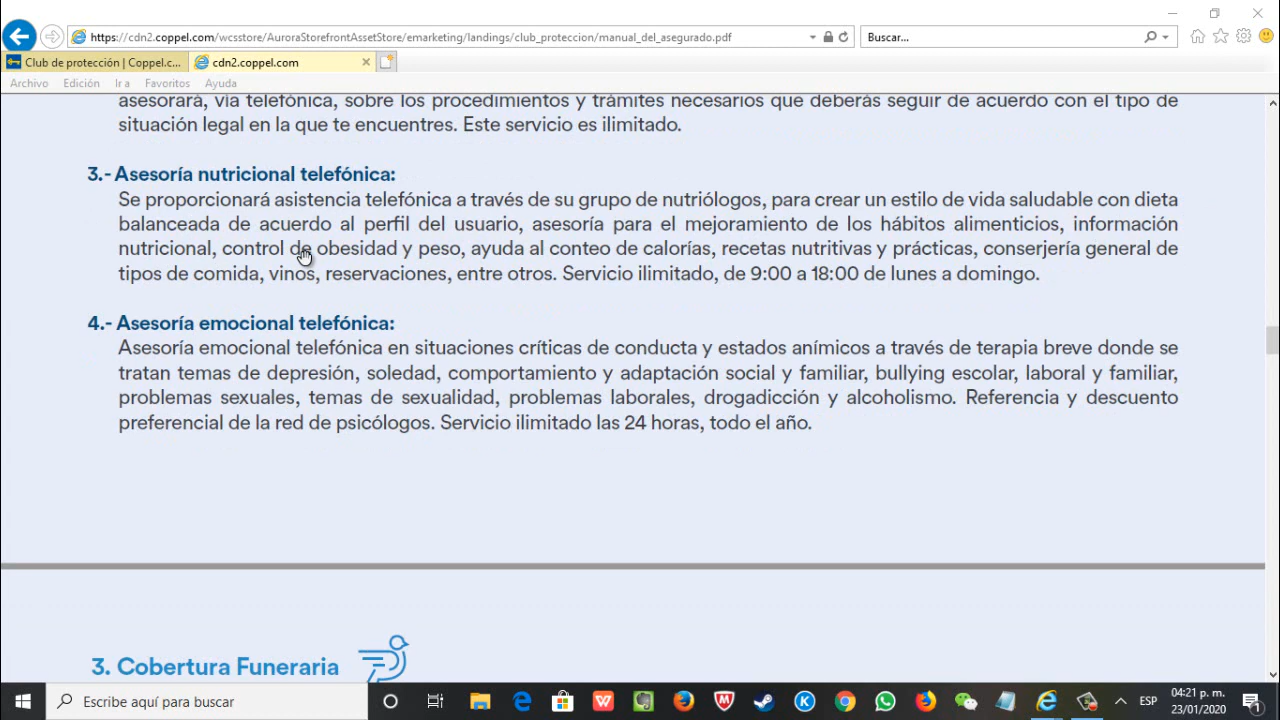 https://cdn2.coppel.com/wcsstore/AuroraStorefrontAssetStore/emarketing/landings/club_proteccion/manual_del_asegurado.pdf
Buscar...
Club de protección | Coppel.c...
cdn2.coppel.com
Archivo Edición Ir a Favoritos Ayuda
asesorará, vía telefónica, sobre los procedimientos y trámites necesarios que deberás seguir de acuerdo con el tipo de
situación legal en la que te encuentres. Este servicio es ilimitado.
3.- Asesoría nutricional telefónica:
Se proporcionará asistencia telefónica a través de su grupo de nutriólogos, para crear un estilo de vida saludable con dieta
balanceada de acuerdo al perfil del usuario, asesoría para el mejoramiento de los hábitos alimenticios, información
nutricional, control de obesidad y peso, ayuda al conteo de calorías, recetas nutritivas y prácticas, conserjería general de
tipos de comida, vinos, reservaciones, entre otros. Servicio ilimitado, de 9:00 a 18:00 de lunes a domingo.
4.- Asesoría emocional telefónica:
Asesoría emocional telefónica en situaciones críticas de conducta y estados anímicos a través de terapia breve donde se
tratan temas de depresión, soledad, comportamiento y adaptación social y familiar, bullying escolar, laboral y familiar,
problemas sexuales, temas de sexualidad, problemas laborales, drogadicción y alcoholismo. Referencia y descuento
preferencial de la red de psicólogos. Servicio ilimitado las 24 horas, todo el año.
3. Cobertura Funeraria
Escribe aquí para buscar
ESP
04:21 p. m.
23/01/2020
1